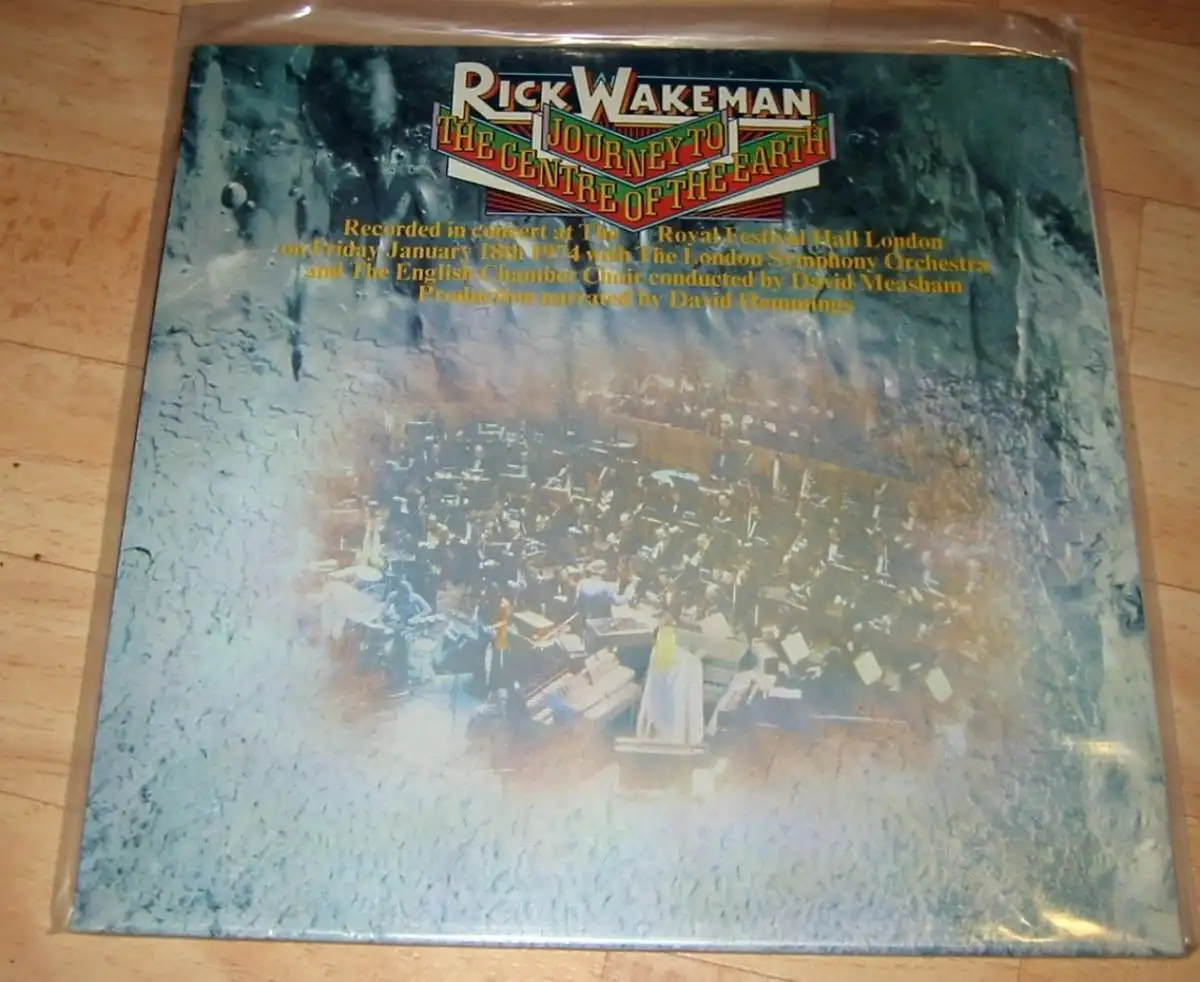 RICK WAKEMAN
JOURNEY TO
THE CENTRE OF THE EARTH
Recorded in concert at The Royal Festival Hall London
on Friday January 18th 1974 with The London Symphony Orchestra
and The English Chamber Choir conducted by David Measham
Production narrated by David Hemmings